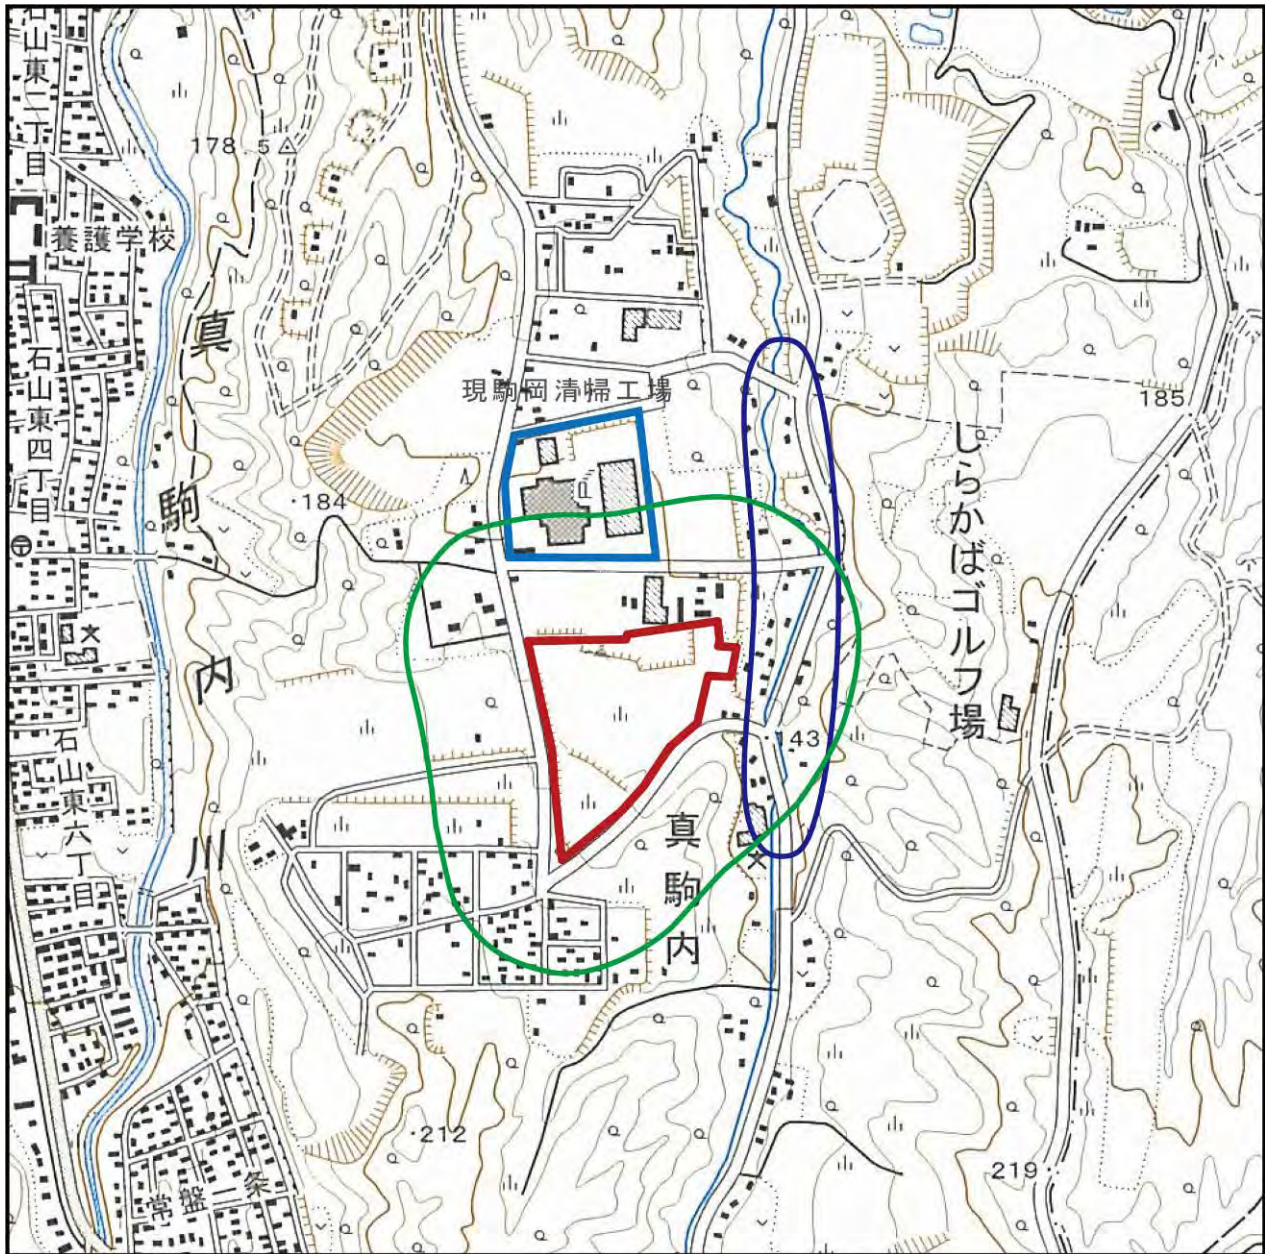 石山東二丁目
178.5
養護学校
真駒内川
石山東四丁目
現駒岡清掃工場
185
しらかばゴルフ場
184
143
石山東六丁目
真駒内
212
219
常盤一条